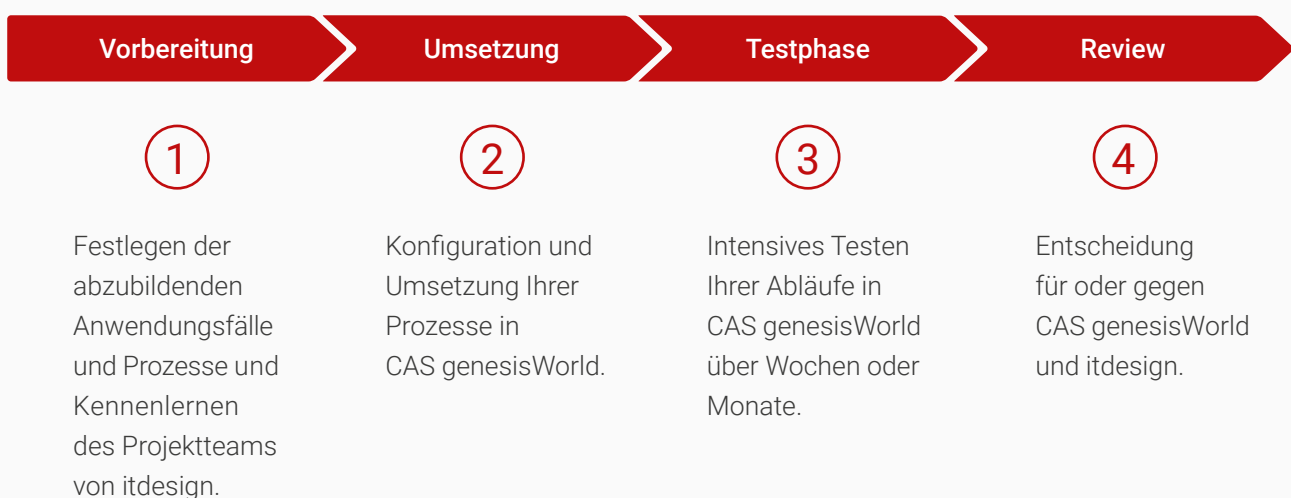 Vorbereitung
Umsetzung
Testphase
Review
1
Festlegen der
abzubildenden
Anwendungsfälle
und Prozesse und
Kennenlernen
des Projektteams
von itdesign.
2
Konfiguration und
Umsetzung Ihrer
Prozesse in
CAS genesisWorld.
3
Intensives Testen
Ihrer Abläufe in
CAS genesisWorld
über Wochen oder
Monate.
4
Entscheidung
für oder gegen
CAS genesisWorld
und itdesign.